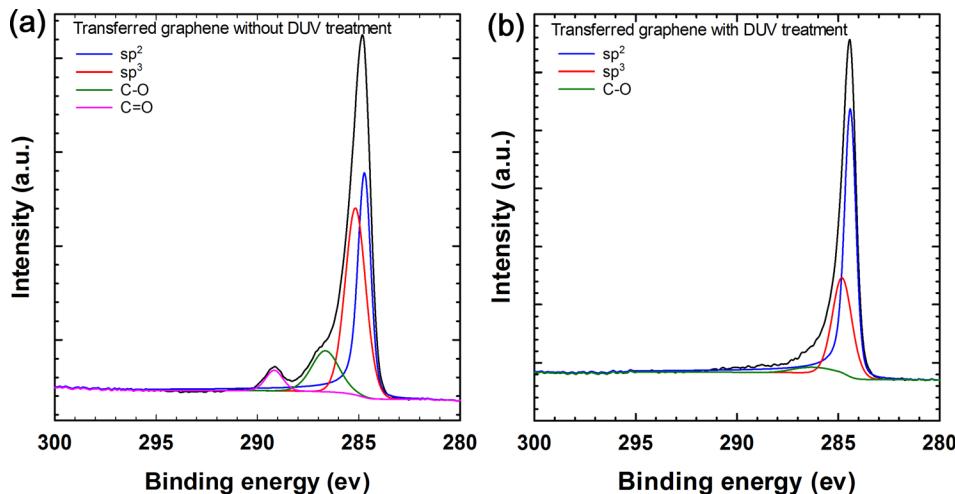 (a)
Transferred graphene without DUV treatment
sp²
sp³
C-O
C=O
Intensity (a.u.)
300 295 290 285 280
Binding energy (ev)
(b)
Transferred graphene with DUV treatment
sp²
sp³
C-O
Intensity (a.u.)
300 295 290 285 280
Binding energy (ev)